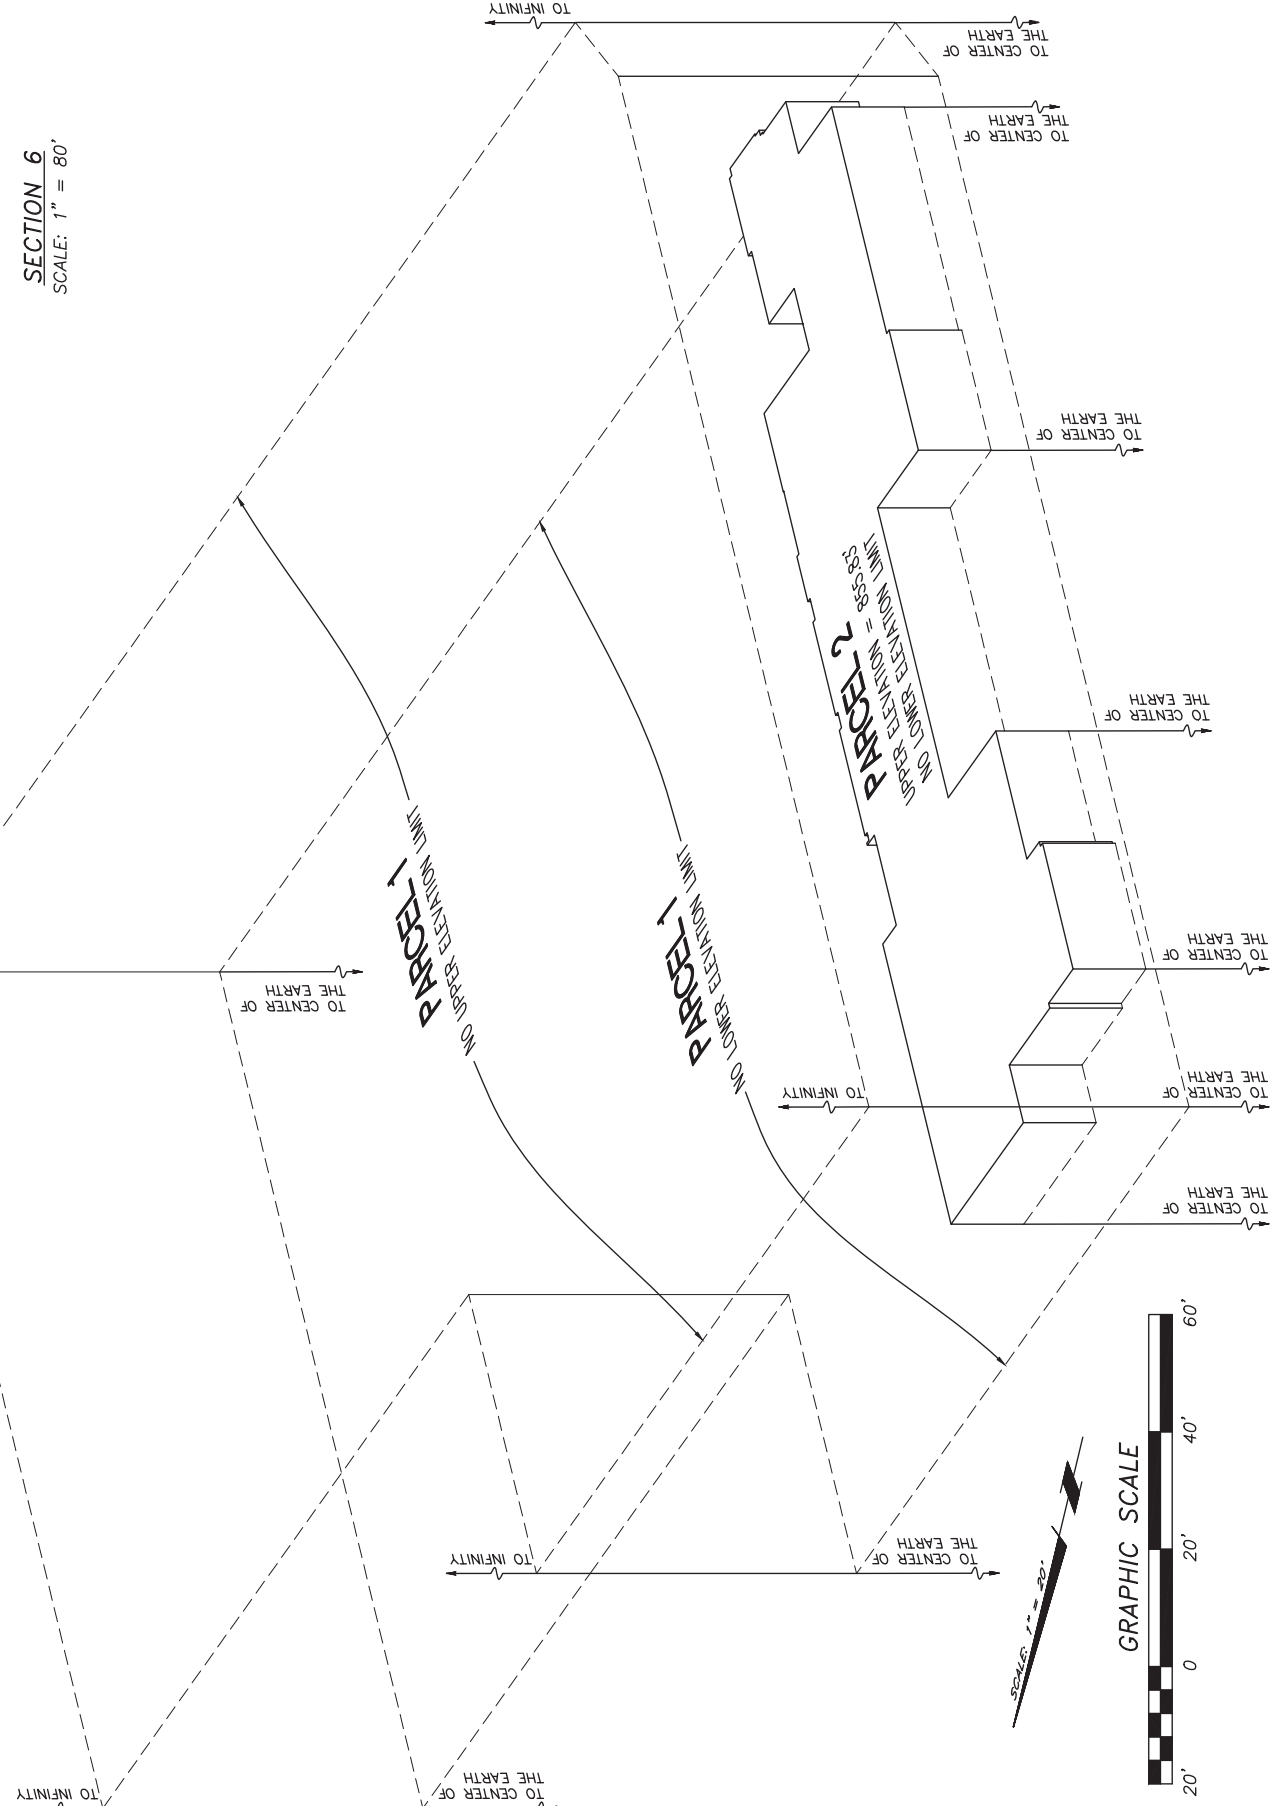 SECTION 6
SCALE: 1" = 80'
TO INFINITY
TO CENTER OF
THE EARTH
TO CENTER OF
THE EARTH
TO CENTER OF
THE EARTH
TO CENTER OF
THE EARTH
TO CENTER OF
THE EARTH
TO INFINITY
TO CENTER OF
THE EARTH
TO CENTER OF
THE EARTH
TO CENTER OF
THE EARTH
TO INFINITY
TO CENTER OF
THE EARTH
TO INFINITY
TO CENTER OF
THE EARTH
PARCEL 1
NO UPPER ELEVATION LIMIT
PARCEL 1
NO LOWER ELEVATION LIMIT
PARCEL 2
UPPER ELEVATION = 855.83
NO LOWER ELEVATION LIMIT
SCALE: 1" = 20'
GRAPHIC SCALE
20' 0 20' 40' 60'